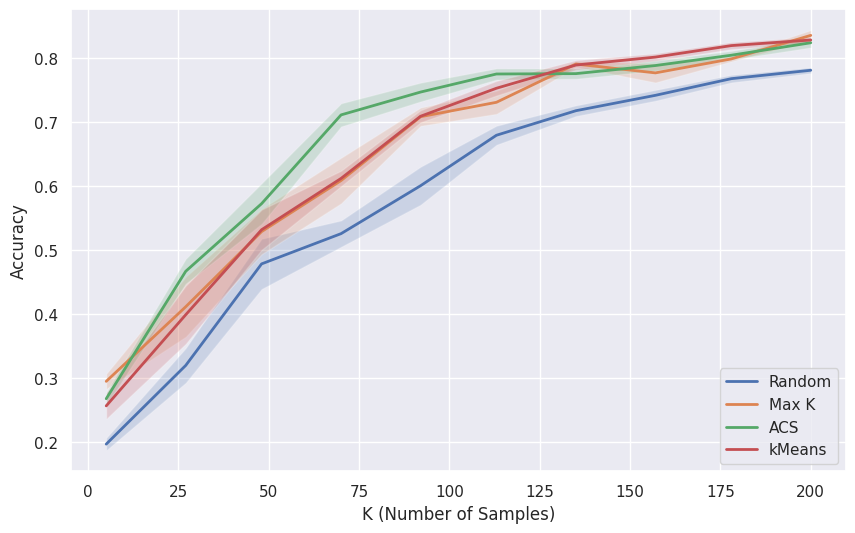 0.8
0.7
0.6
0.5
0.4
0.3
0.2
Accuracy
0 25 50 75 100 125 150 175 200
K (Number of Samples)
Random
Max K
ACS
kMeans